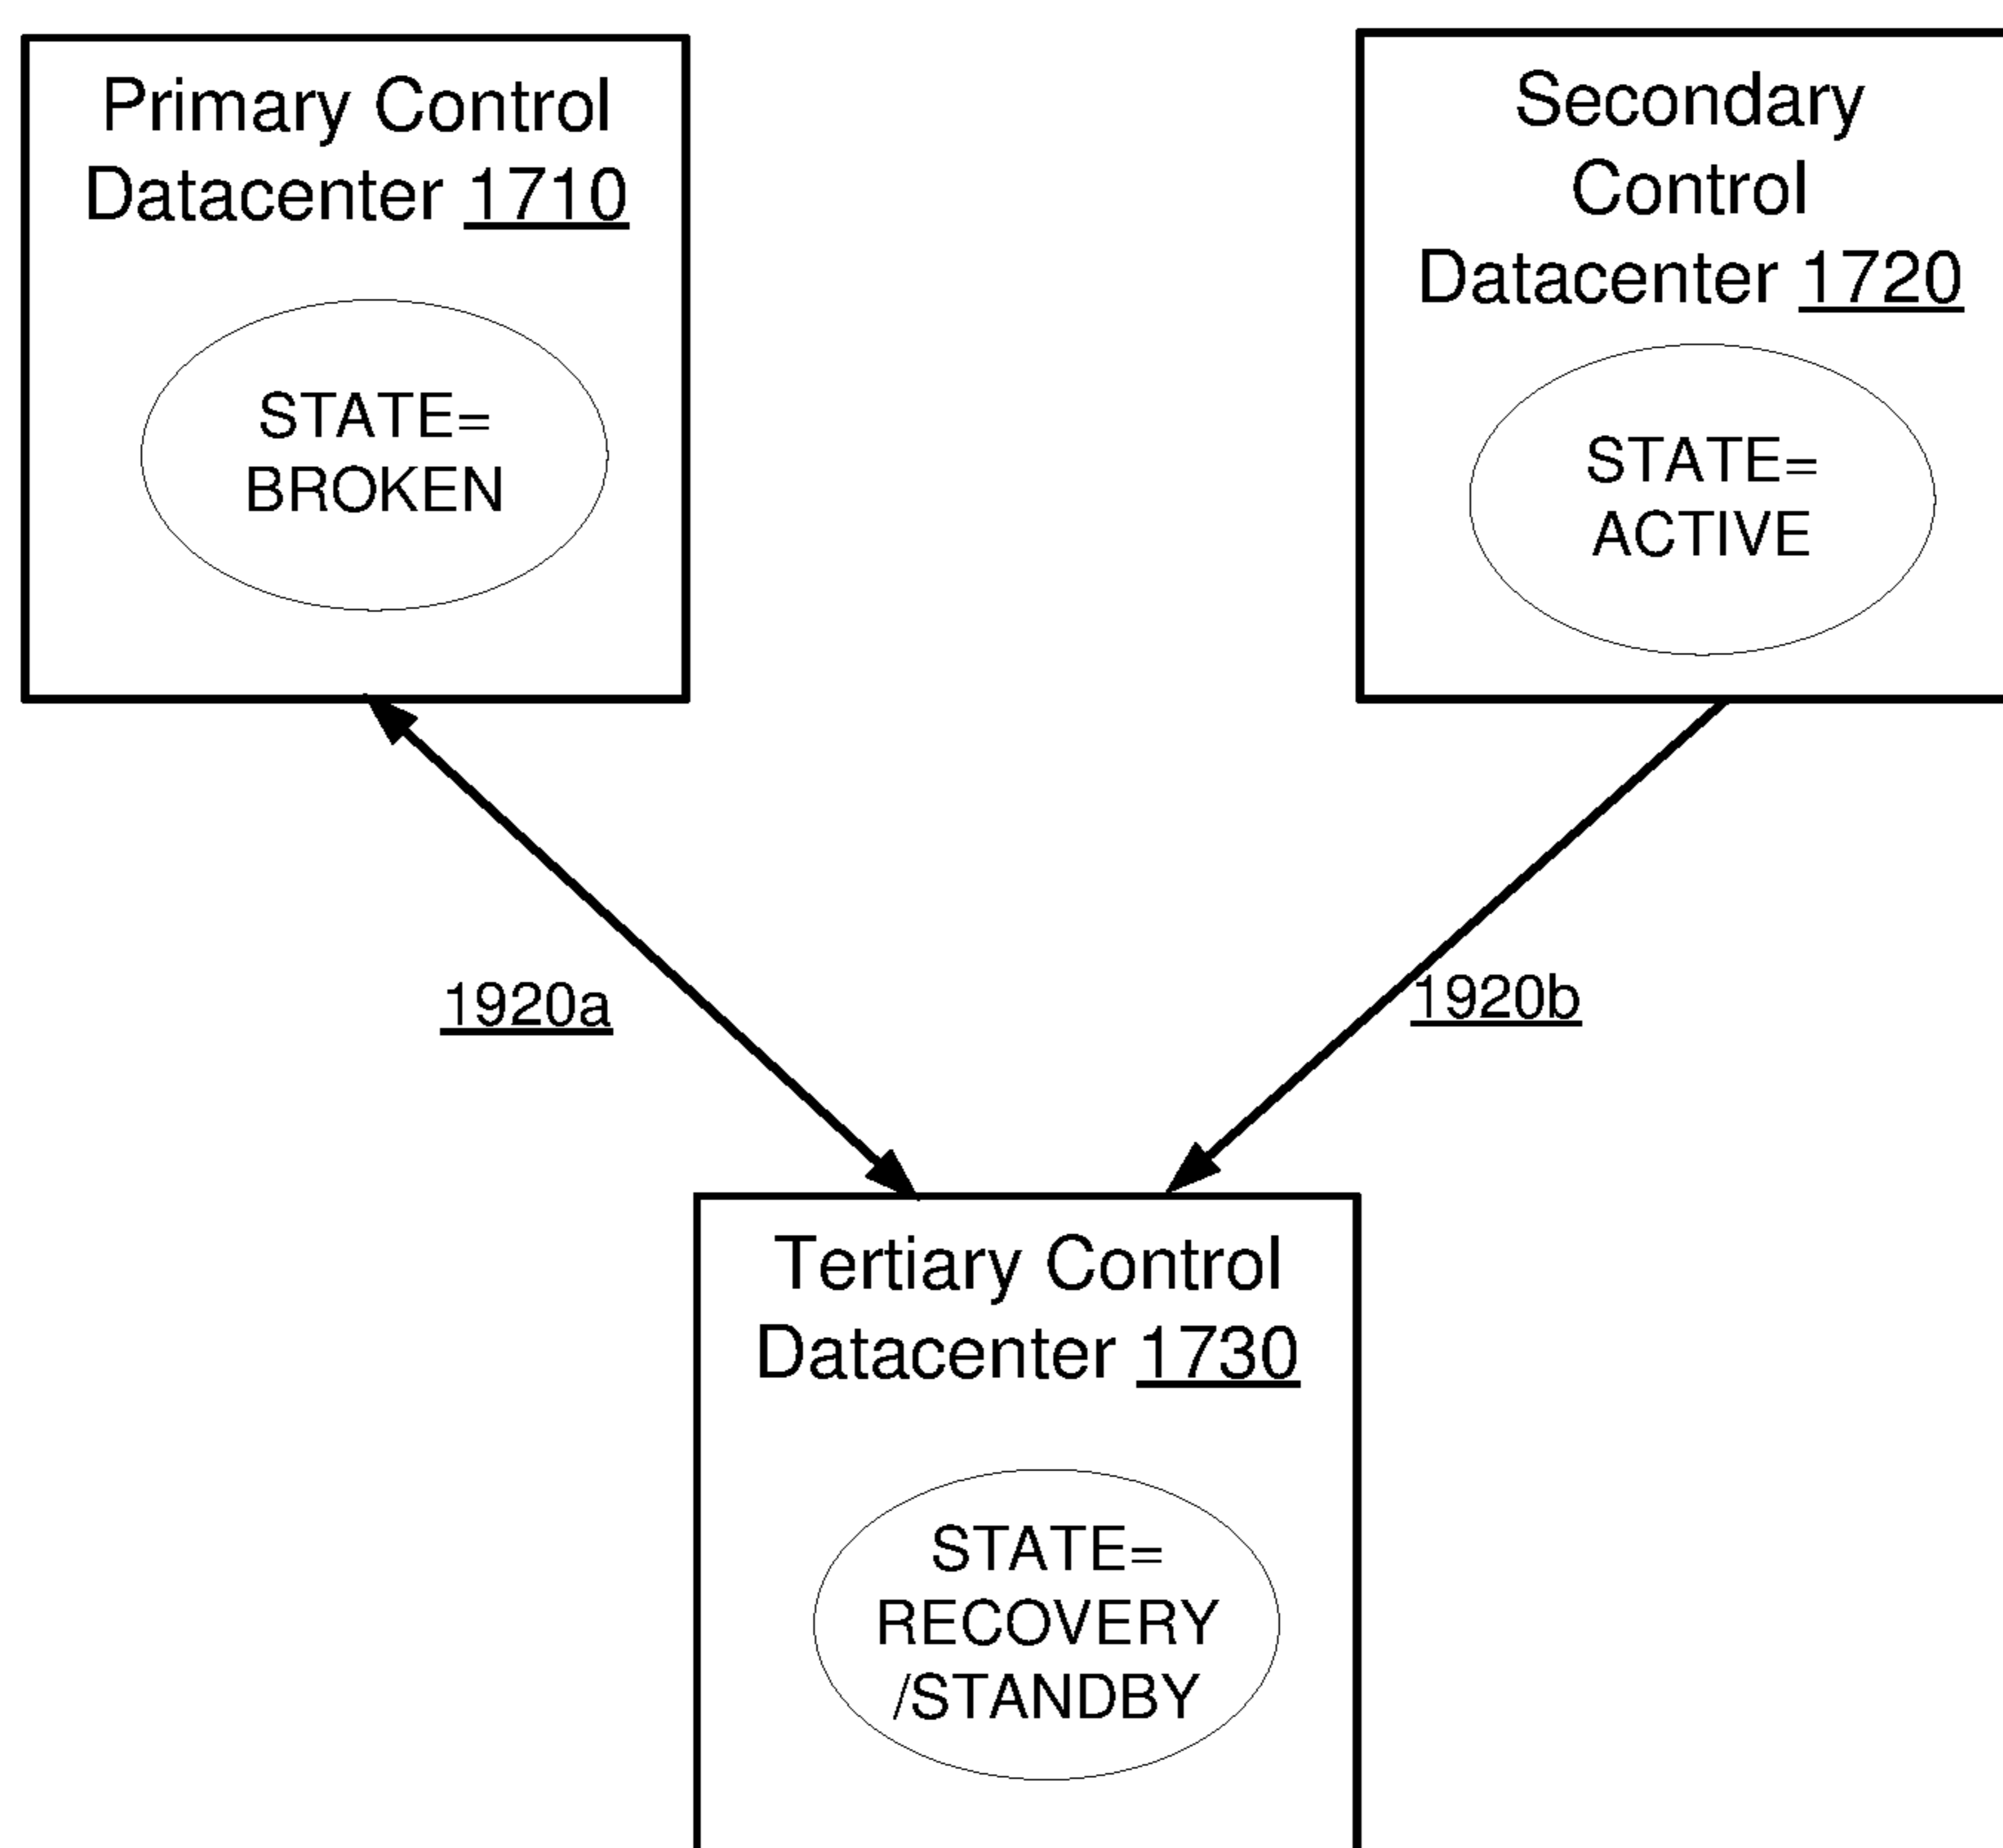 Primary Control
Datacenter 1710
STATE=
BROKEN
Secondary
Control
Datacenter 1720
STATE=
ACTIVE
1920a
1920b
Tertiary Control
Datacenter 1730
STATE=
RECOVERY
/STANDBY